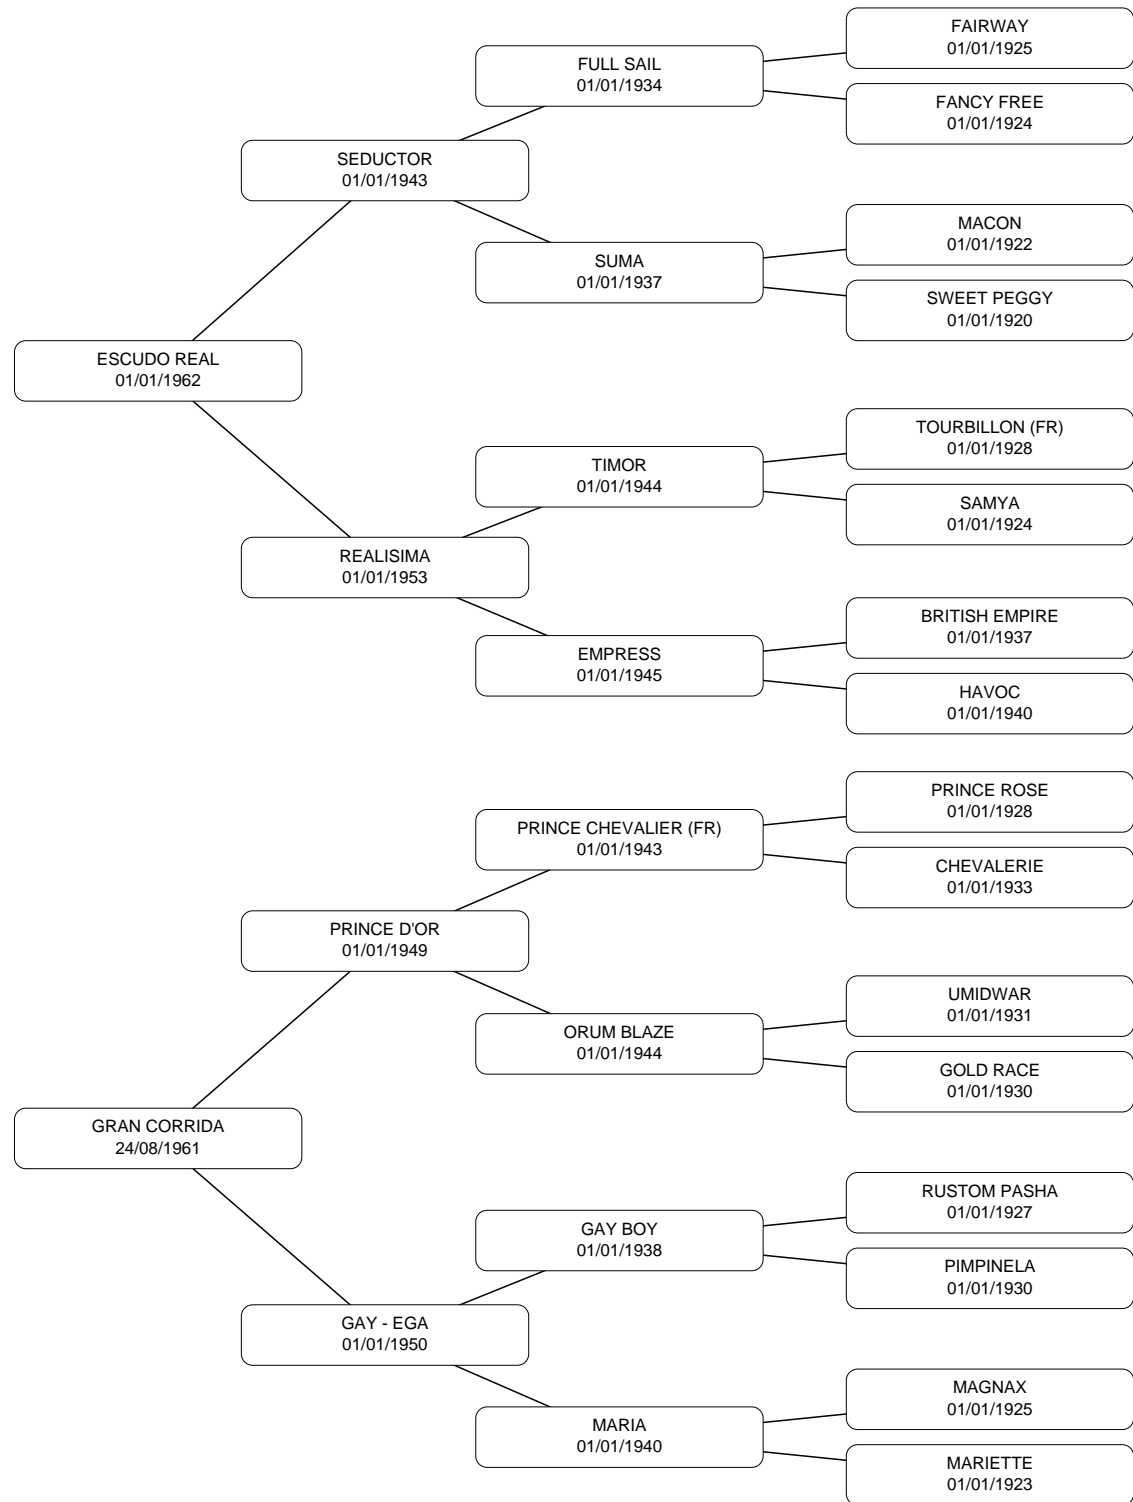 FAIRWAY
01/01/1925
FULL SAIL
01/01/1934
FANCY FREE
01/01/1924
SEDUCTOR
01/01/1943
MACON
01/01/1922
SUMA
01/01/1937
SWEET PEGGY
01/01/1920
ESCUDO REAL
01/01/1962
TOURBILLON (FR)
01/01/1928
TIMOR
01/01/1944
SAMYA
01/01/1924
REALISIMA
01/01/1953
BRITISH EMPIRE
01/01/1937
EMPRESS
01/01/1945
HAVOC
01/01/1940
PRINCE ROSE
01/01/1928
PRINCE CHEVALIER (FR)
01/01/1943
CHEVALERIE
01/01/1933
PRINCE D'OR
01/01/1949
UMIDWAR
01/01/1931
ORUM BLAZE
01/01/1944
GOLD RACE
01/01/1930
GRAN CORRIDA
24/08/1961
RUSTOM PASHA
01/01/1927
GAY BOY
01/01/1938
PIMPINELA
01/01/1930
GAY - EGA
01/01/1950
MAGNAX
01/01/1925
MARIA
01/01/1940
MARIETTE
01/01/1923